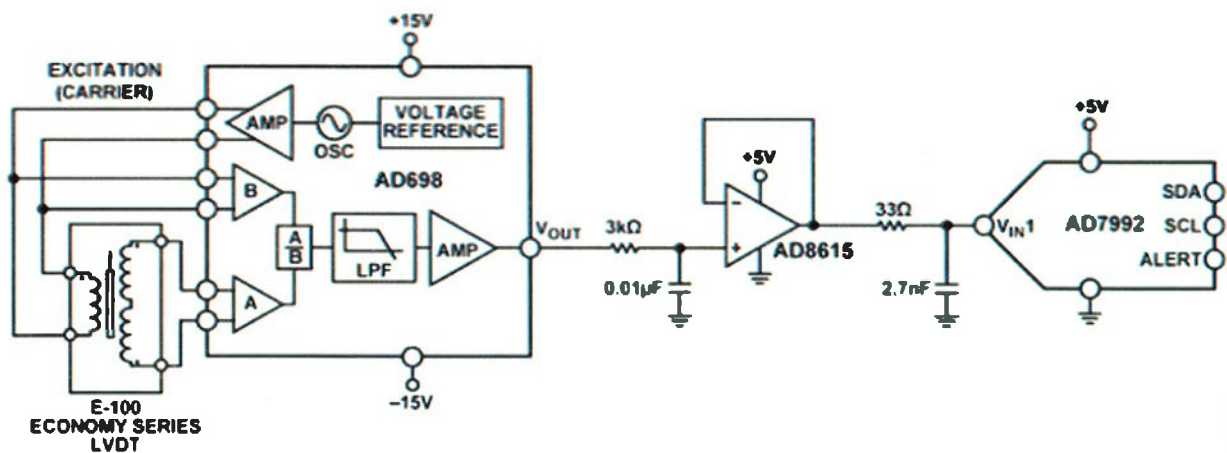 +15V
EXCITATION
(CARRIER)
AMP
OSC
VOLTAGE
REFERENCE
AD698
B
A
B
LPF
AMP
A
VOUT
3kΩ
0.01µF
+5V
−
+
AD8615
33Ω
2.7nF
+5V
VIN1
AD7992
SDA
SCL
ALERT
−15V
E-100
ECONOMY SERIES
LVDT